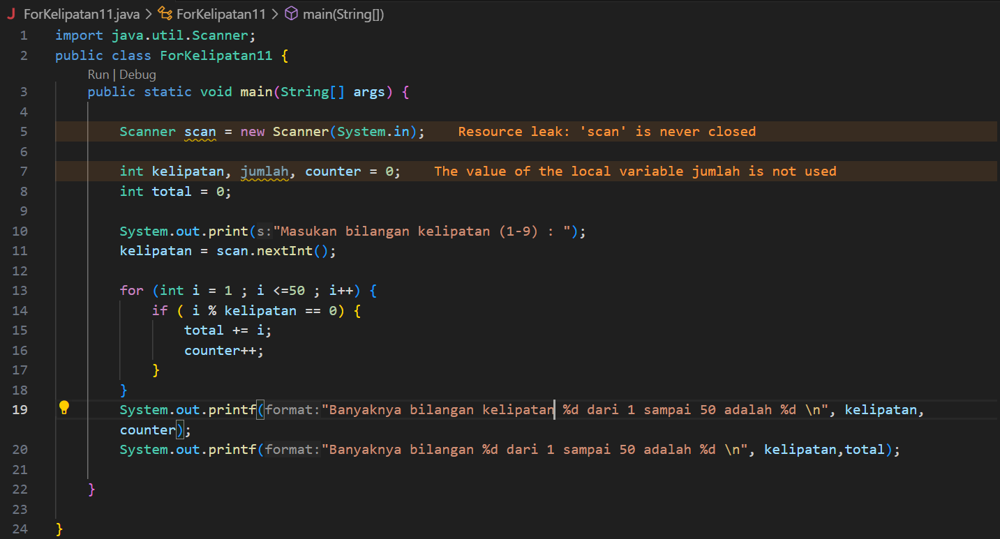 ForKelipatan11.java > ForKelipatan11 > main(String[])
1 import java.util.Scanner;
2 public class ForKelipatan11 {
Run | Debug
3 public static void main(String[] args) {
4
5 Scanner scan = new Scanner(System.in); Resource leak: 'scan' is never closed
6
7 int kelipatan, jumlah, counter = 0; The value of the local variable jumlah is not used
8 int total = 0;
9
10 System.out.print(s:"Masukan bilangan kelipatan (1-9) : ");
11 kelipatan = scan.nextInt();
12
13 for (int i = 1 ; i <=50 ; i++) {
14 if ( i % kelipatan == 0) {
15 total += i;
16 counter++;
17 }
18 }
19 System.out.printf(format:"Banyaknya bilangan kelipatan %d dari 1 sampai 50 adalah %d \n", kelipatan,
counter);
20 System.out.printf(format:"Banyaknya bilangan %d dari 1 sampai 50 adalah %d \n", kelipatan,total);
21
22 }
23
24 }